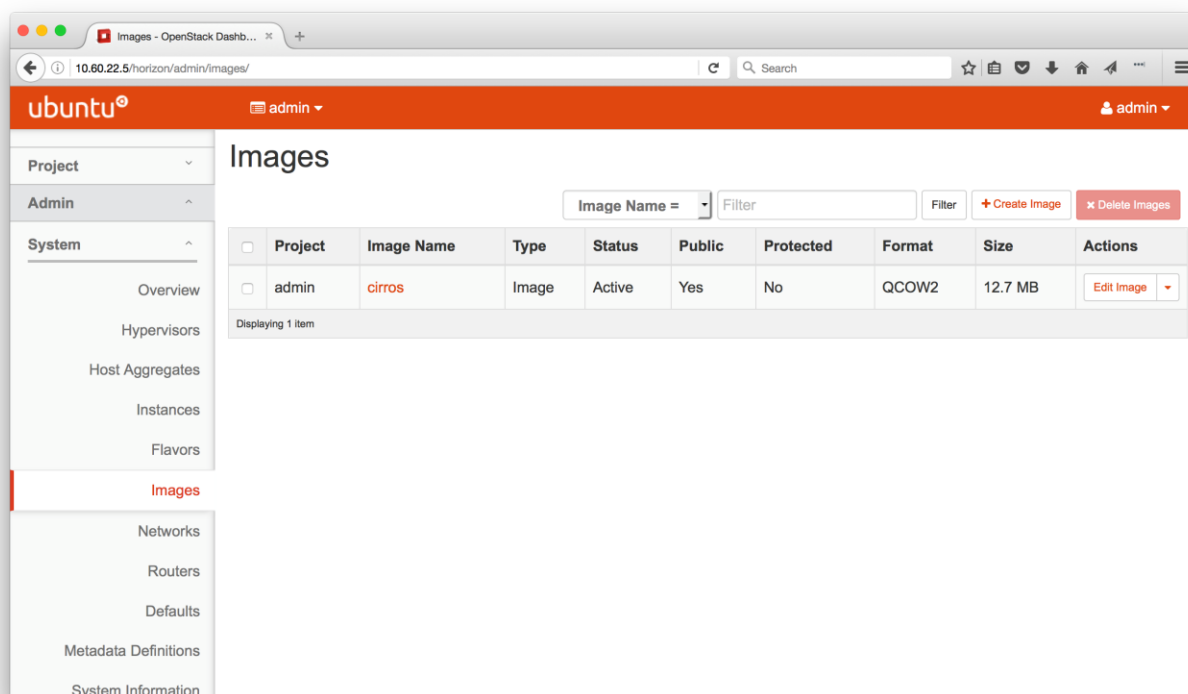 Images - OpenStack Dashb...
10.60.22.5/horizon/admin/images/
Search
ubuntu
admin
admin
Project
Admin
System
Overview
Hypervisors
Host Aggregates
Instances
Flavors
Images
Networks
Routers
Defaults
Metadata Definitions
System Information
Images
Image Name = Filter Filter + Create Image × Delete Images
Project Image Name Type Status Public Protected Format Size Actions
admin cirros Image Active Yes No QCOW2 12.7 MB Edit Image
Displaying 1 item